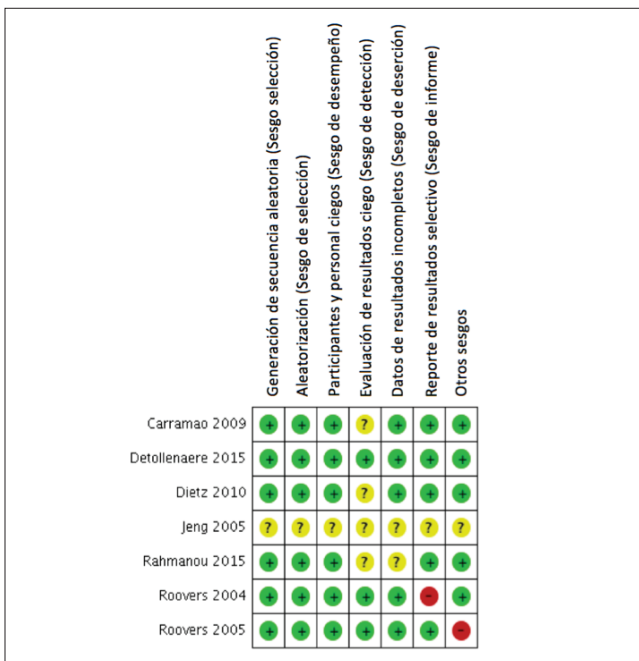 Generación de secuencia aleatoria (Sesgo selección)
Aleatorización (Sesgo de selección)
Participantes y personal ciegos (Sesgo de desempeño)
Evaluación de resultados ciego (Sesgo de detección)
Datos de resultados incompletos (Sesgo de deserción)
Reporte de resultados selectivo (Sesgo de informe)
Otros sesgos
Carramao 2009 + + + ? + + +
Detollenaere 2015 + + + + + + +
Dietz 2010 + + + ? + + +
Jeng 2005 ? ? ? ? ? ? ?
Rahmanou 2015 + + + ? ? + +
Roovers 2004 + + + + + - +
Roovers 2005 + + + + + + -